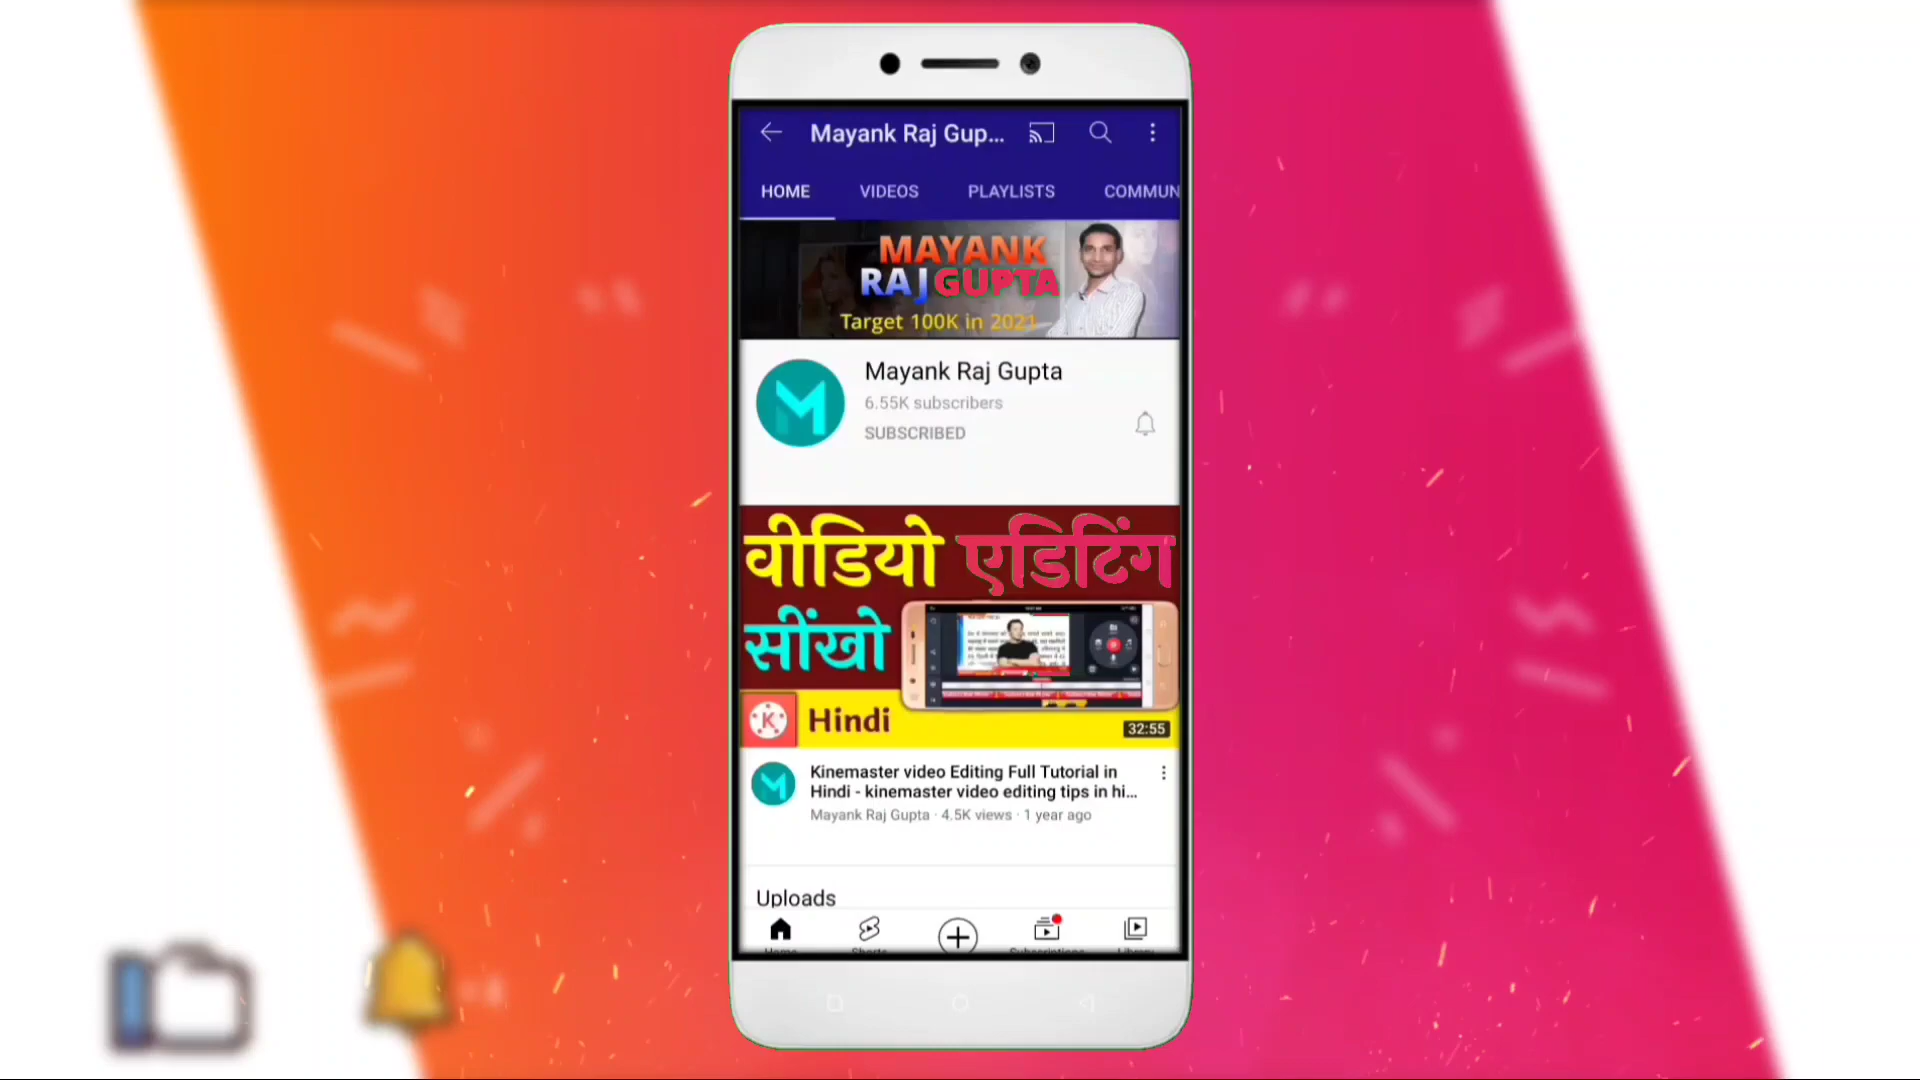 Mayank Raj Gup...
HOME VIDEOS PLAYLISTS COMMUN
MAYANK
RAJ GUPTA
Target 100K in 2021
Mayank Raj Gupta
6.55K subscribers
SUBSCRIBED
वीडियो एडिटिंग
सींखो
K Hindi
32:55
Kinemaster video Editing Full Tutorial in
Hindi - kinemaster video editing tips in hi...
Mayank Raj Gupta · 4.5K views · 1 year ago
Uploads